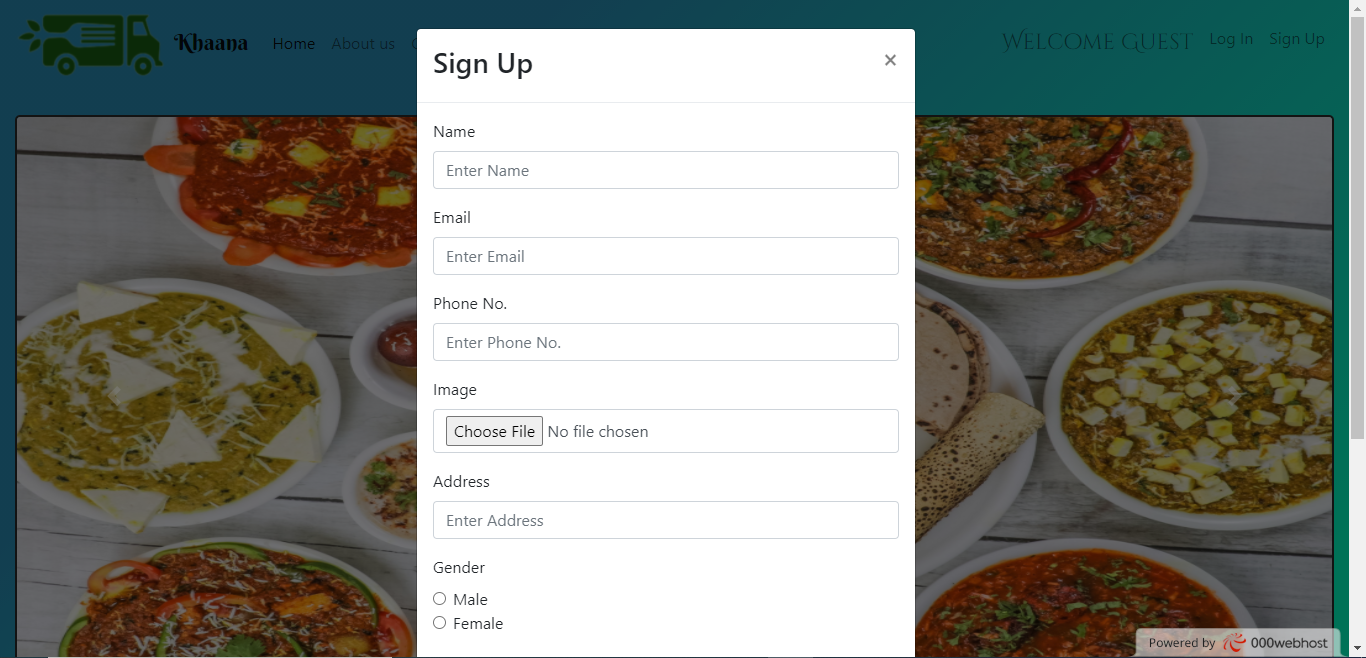 Khaana
Home
About us
WELCOME GUEST
Log In
Sign Up
Sign Up
×
Name
Enter Name
Email
Enter Email
Phone No.
Enter Phone No.
Image
Choose File No file chosen
Address
Enter Address
Gender
Male
Female
Powered by 000webhost